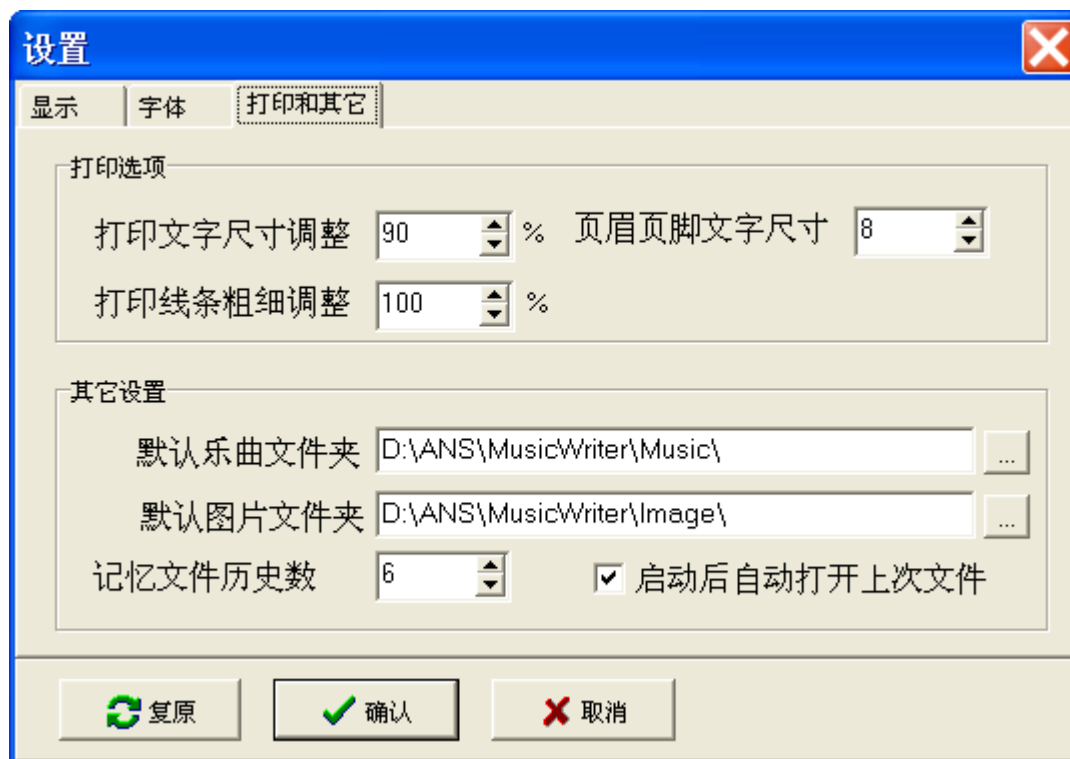 设置
显示 字体 打印和其它
打印选项
打印文字尺寸调整 90 % 页眉页脚文字尺寸 8
打印线条粗细调整 100 %
其它设置
默认乐曲文件夹 D:\ANS\MusicWriter\Music\ ...
默认图片文件夹 D:\ANS\MusicWriter\Image\ ...
记忆文件历史数 6 启动后自动打开上次文件
复原 确认 取消